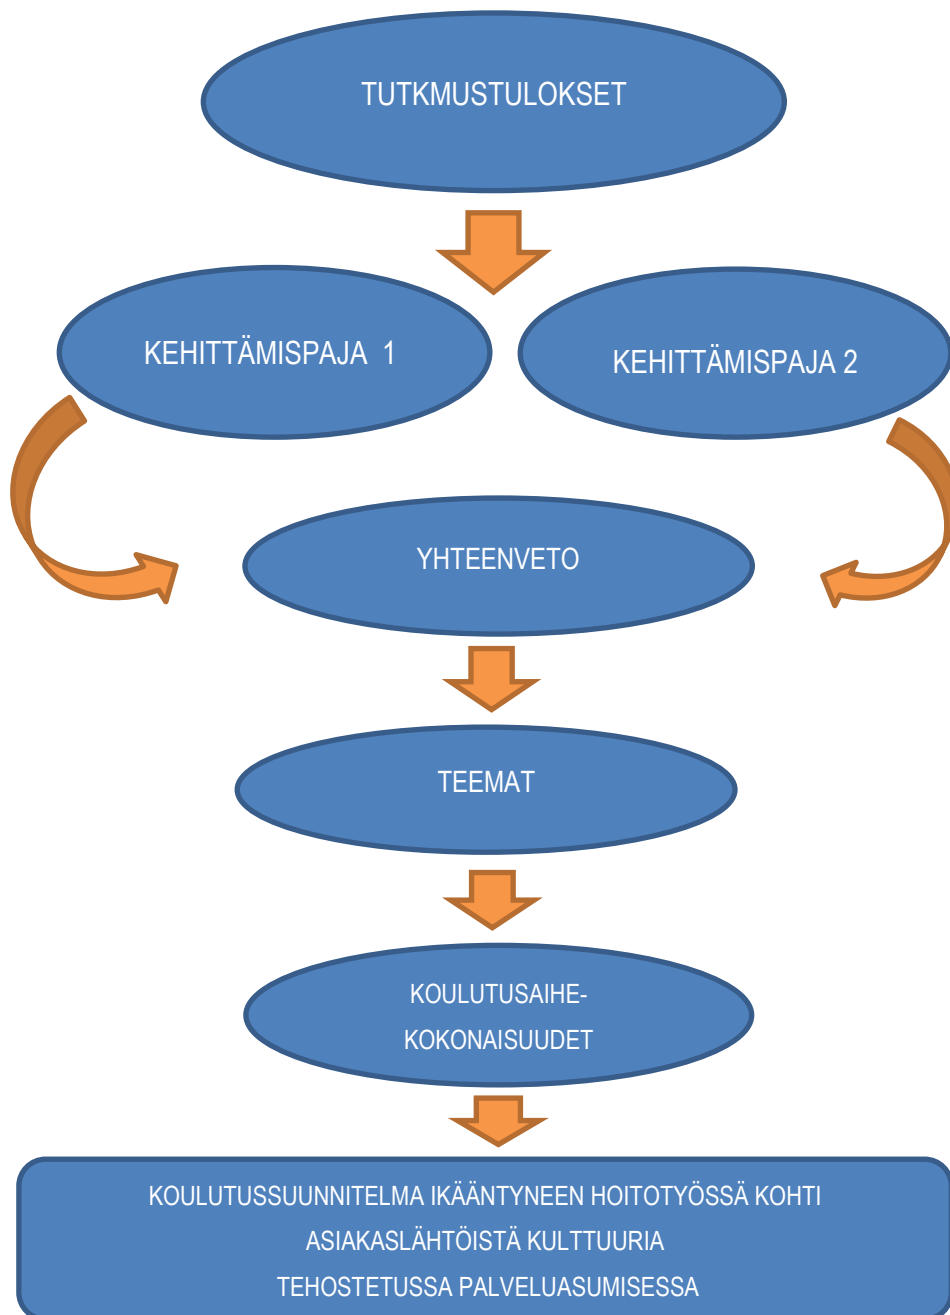 TUTKMUSTULOKSET
KEHITTÄMISPAJA 1
KEHITTÄMISPAJA 2
YHTEENVETO
TEEMAT
KOULUTUSAIHE-
KOKONAISUUDET
KOULUTUSSUUNNITELMA IKÄÄNTYNEEN HOITOTYÖSSÄ KOHTI
ASIAKASLÄHTÖISTÄ KULTTUURIA
TEHOSTETUSSA PALVELUASUMISESSA